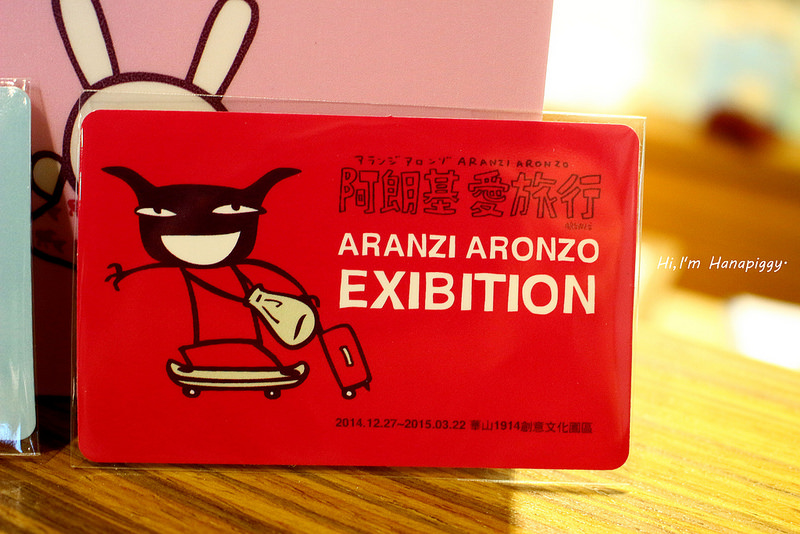 アランジ アロンゾ ARANZI ARONZO
阿朗基 愛旅行
ARANZI ARONZO
EXIBITION
2014.12.27~2015.03.22 華山1914創意文化園區
Hi,I'm Hanapiggy.